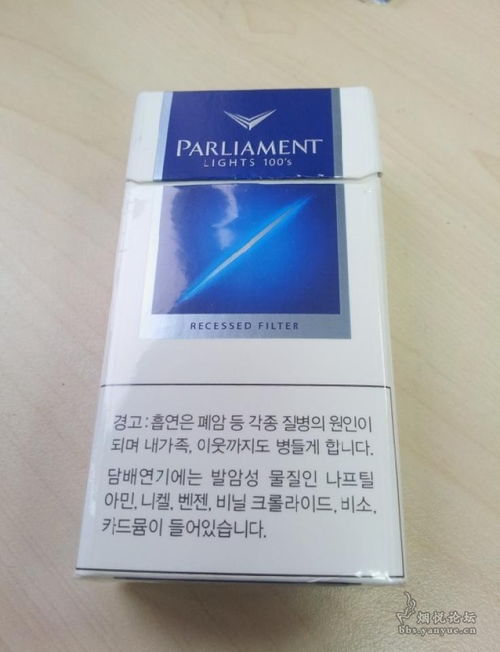 PARLIAMENT
LIGHTS 100's
RECESSED FILTER
경고: 흡연은 폐암 등 각종 질병의 원인이
되며 내가족, 이웃까지도 병들게 합니다.
담배연기에는 발암성 물질인 나프틸
아민, 니켈, 벤젠, 비닐 크롤라이드, 비소,
카드뮴이 들어있습니다.
烟悦论坛
bbs.yanyue.cn